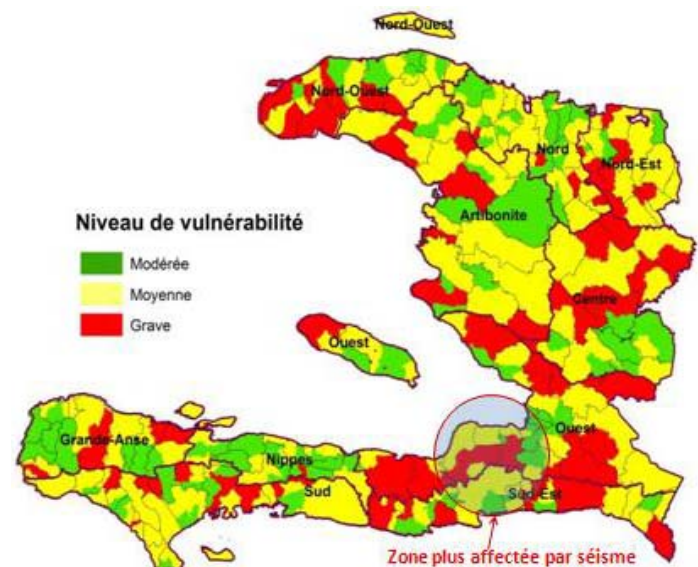 Nord-Ouest
Nord-Ouest
Nord
Nord-Est
Artibonite
Niveau de vulnérabilité
Modérée
Moyenne
Grave
Centre
Ouest
Ouest
Grande-Anse
Nippes
Sud
Sud-Est
Zone plus affectée par séisme